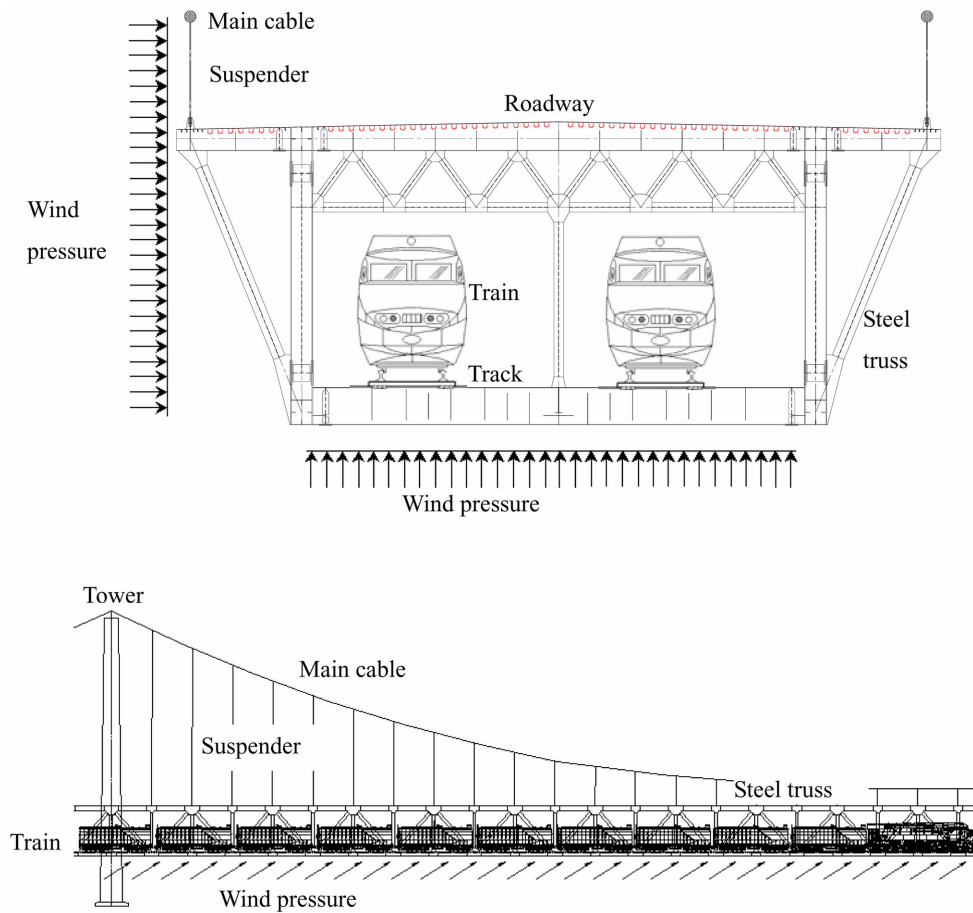 Main cable
Suspender
Roadway
Wind
pressure
Train
Steel
truss
Track
Wind pressure
Tower
Main cable
Suspender
Steel truss
Train
Wind pressure